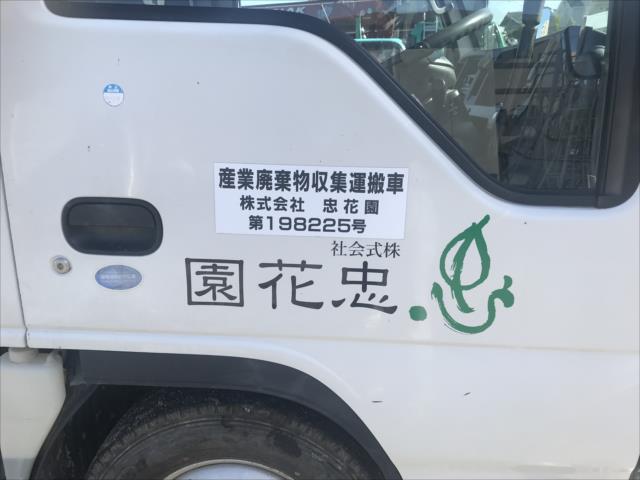 産業廃棄物収集運搬車
株式会社 忠花園
第198225号
株式会社
忠花園